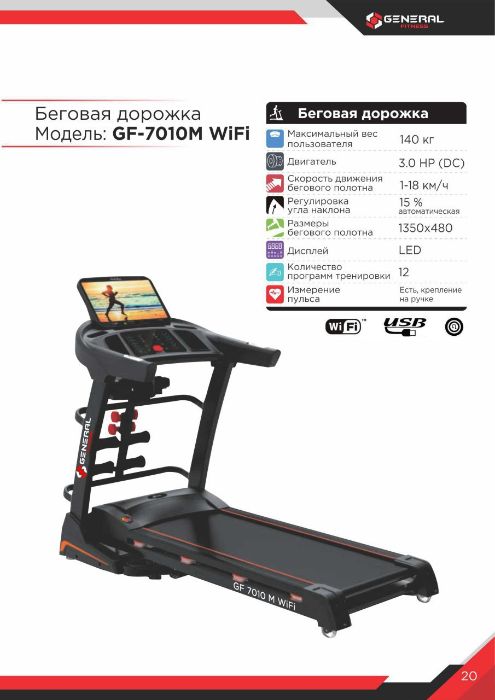 GENERAL
FITNESS
Беговая дорожка
Модель: GF-7010M WiFi
Беговая дорожка
Максимальный вес
пользователя
140 кг
Двигатель
3.0 HP (DC)
Скорость движения
бегового полотна
1-18 км/ч
Регулировка
угла наклона
15 %
автоматическая
Размеры
бегового полотна
1350x480
Дисплей
LED
Количество
программ тренировки
12
Измерение
пульса
Есть, крепление
на ручке
WiFi
USB
GENERAL
GF 7010 M WiFi
20